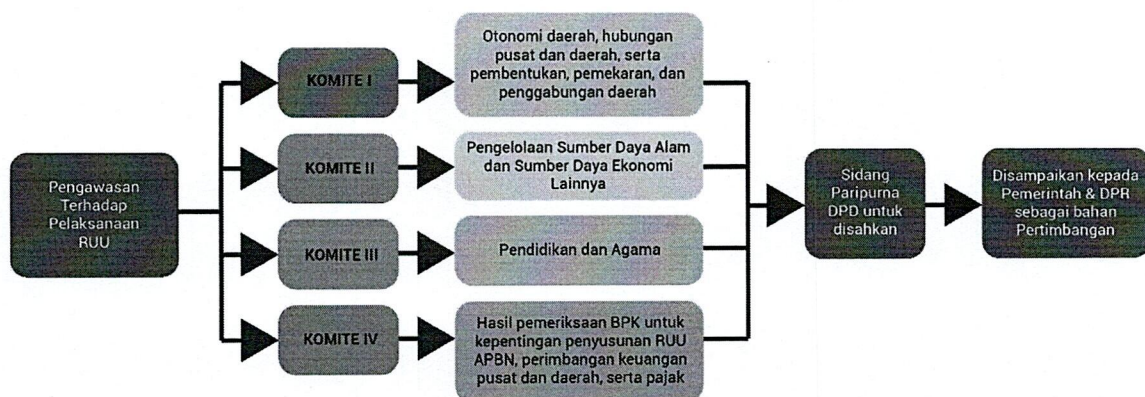 Pengawasan
Terhadap
Pelaksanaan
RUU
KOMITE I
Otonomi daerah, hubungan
pusat dan daerah, serta
pembentukan, pemekaran, dan
penggabungan daerah
KOMITE II
Pengelolaan Sumber Daya Alam
dan Sumber Daya Ekonomi
Lainnya
KOMITE III
Pendidikan dan Agama
KOMITE IV
Hasil pemeriksaan BPK untuk
kepentingan penyusunan RUU
APBN, perimbangan keuangan
pusat dan daerah, serta pajak
Sidang
Paripurna
DPD untuk
disahkan
Disampaikan kepada
Pemerintah & DPR
sebagai bahan
Pertimbangan